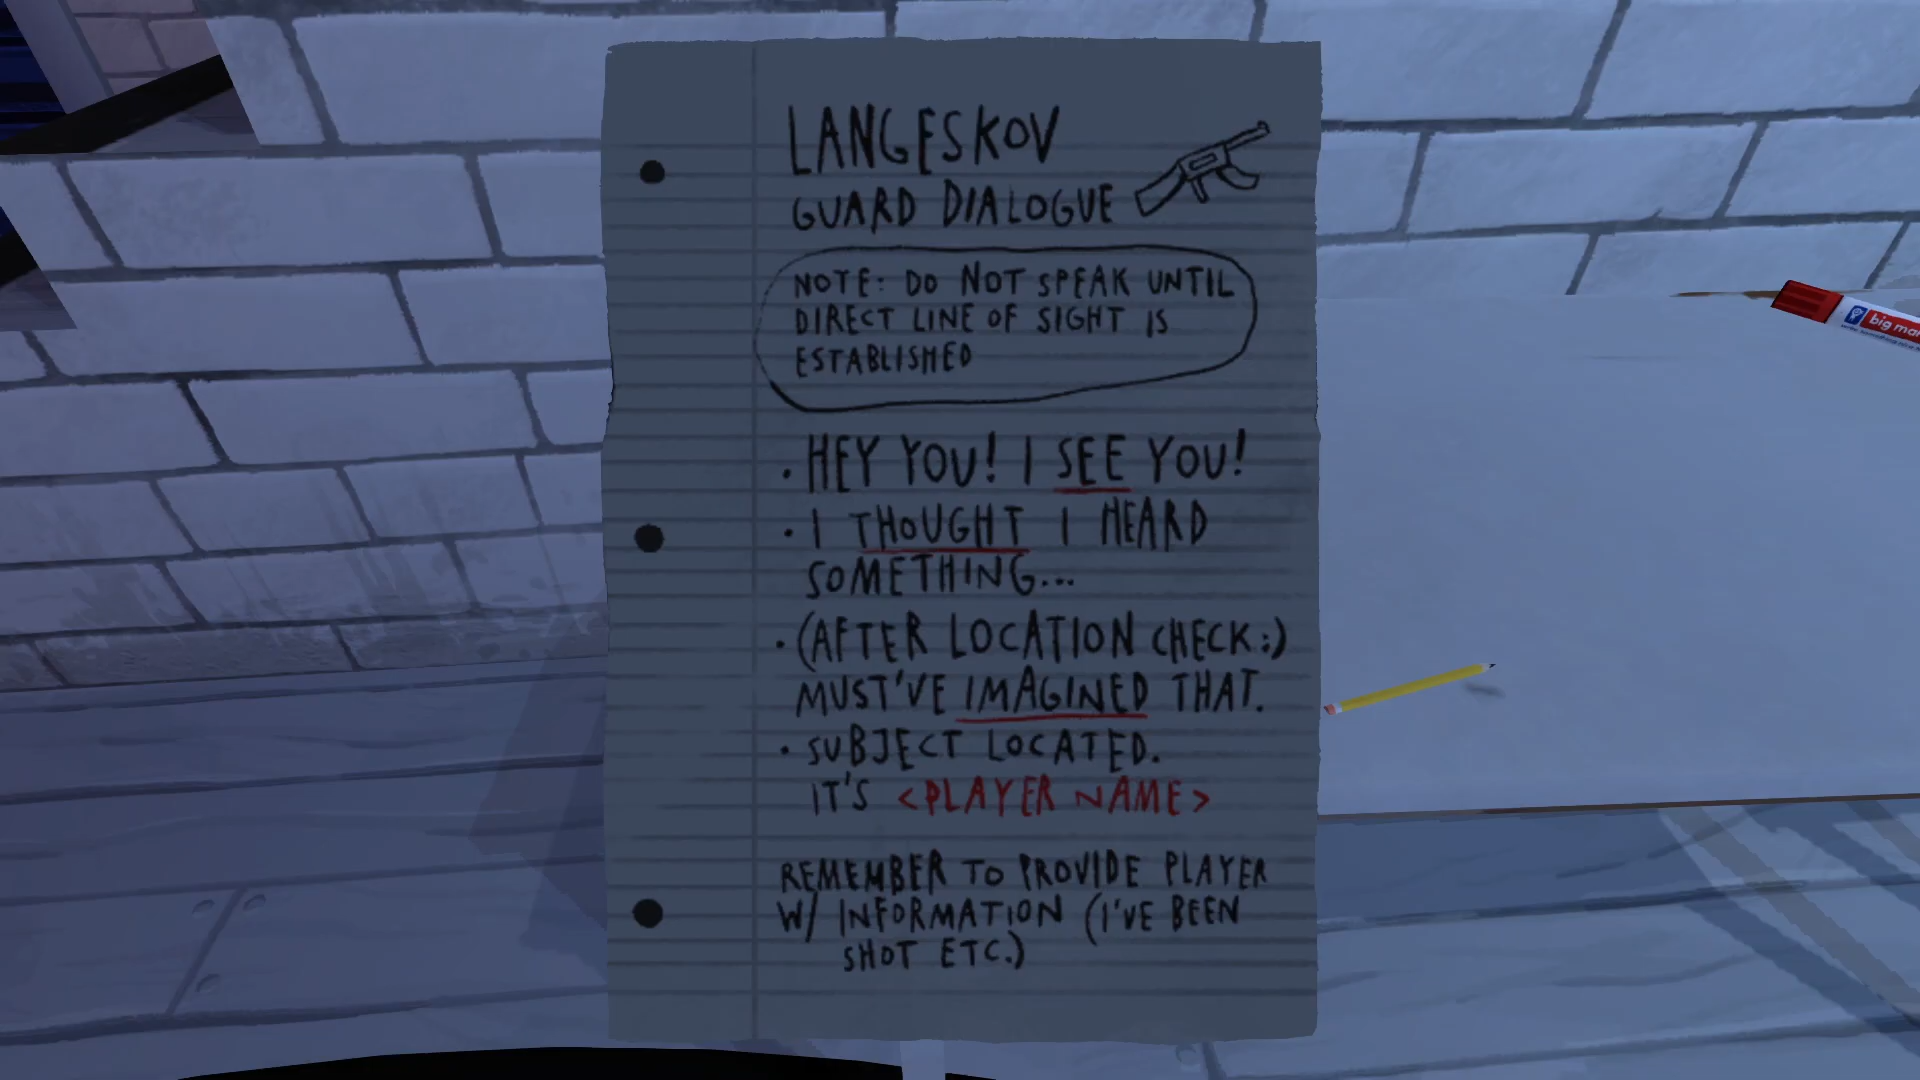 LANGESKOV
GUARD DIALOGUE
NOTE: DO NOT SPEAK UNTIL
DIRECT LINE OF SIGHT IS
ESTABLISHED
· HEY YOU! I SEE YOU!
· I THOUGHT I HEARD
SOMETHING...
· (AFTER LOCATION CHECK:)
MUST'VE IMAGINED THAT.
· SUBJECT LOCATED.
IT'S <PLAYER NAME>
REMEMBER TO PROVIDE PLAYER
W/ INFORMATION (I'VE BEEN
SHOT ETC.)
big